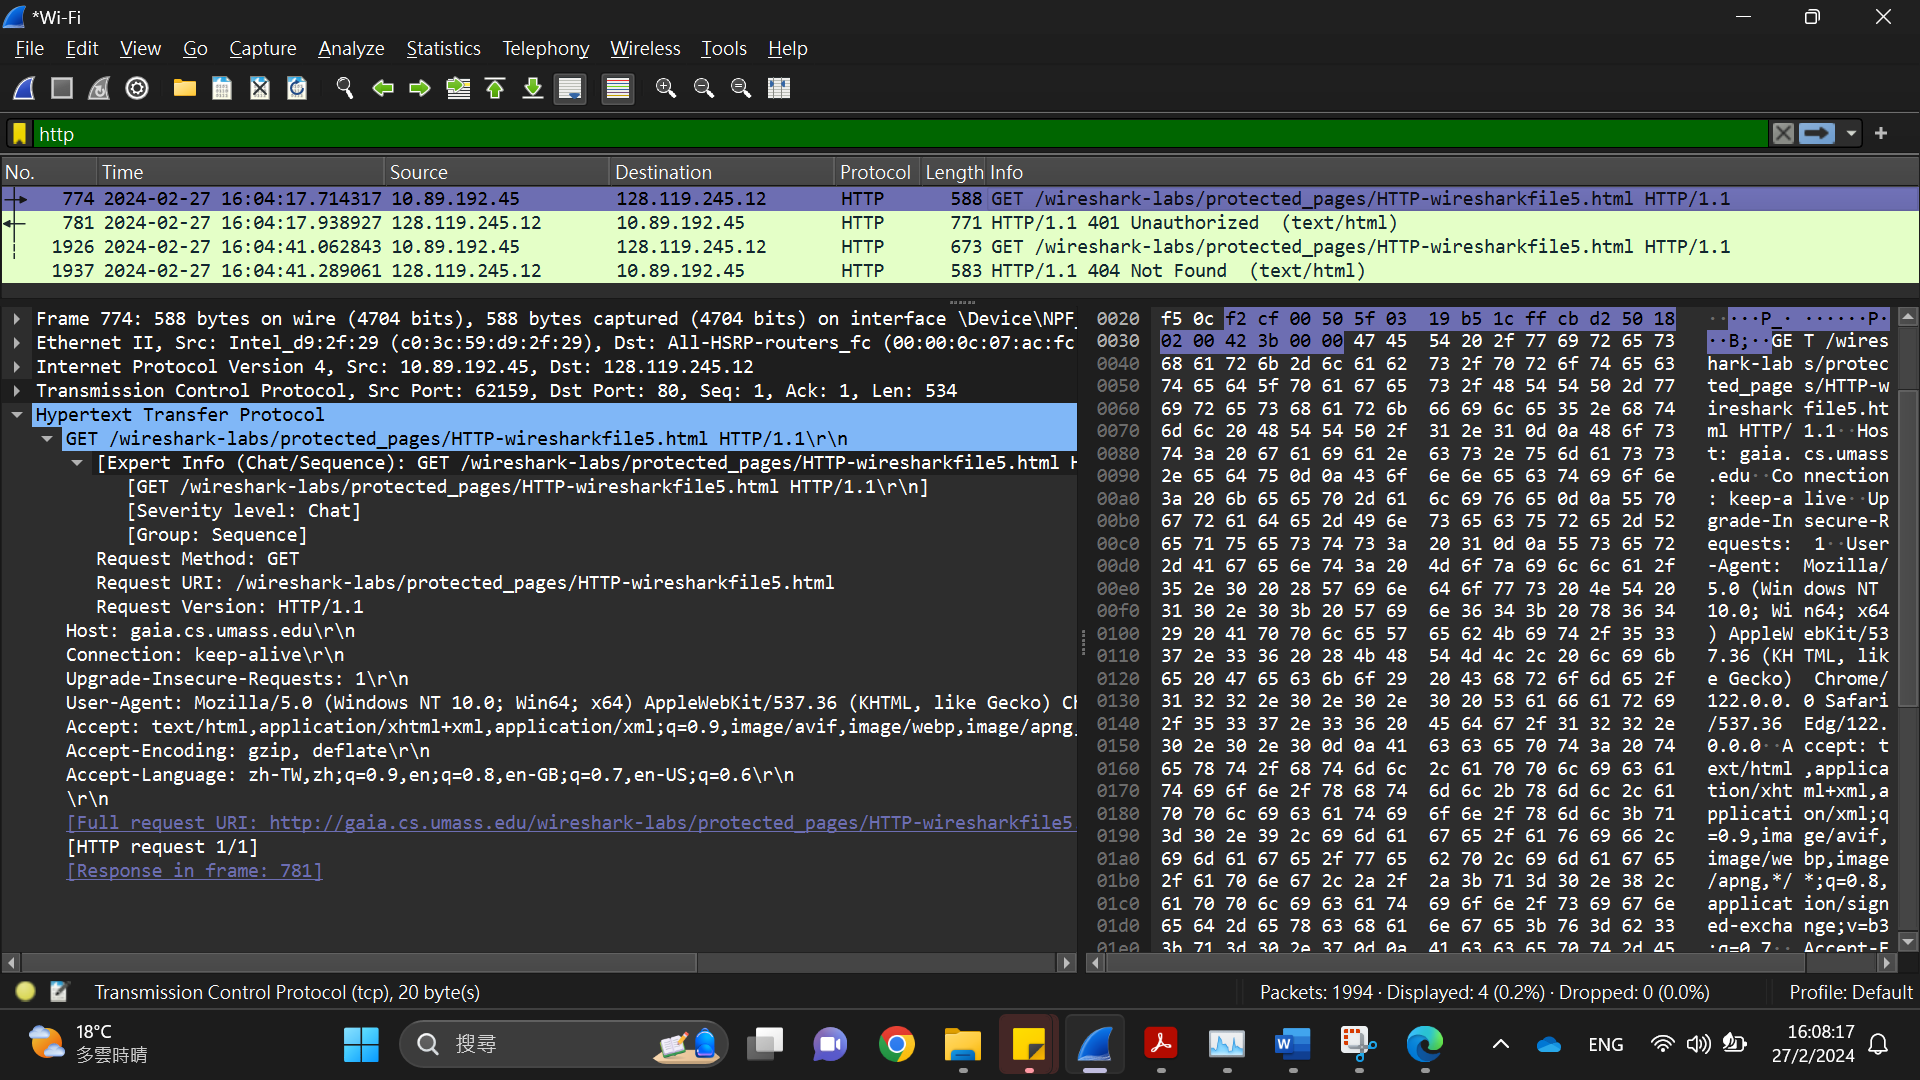 *Wi-Fi
File Edit View Go Capture Analyze Statistics Telephony Wireless Tools Help
http
No. Time Source Destination Protocol Length Info
774 2024-02-27 16:04:17.714317 10.89.192.45 128.119.245.12 HTTP 588 GET /wireshark-labs/protected_pages/HTTP-wiresharkfile5.html HTTP/1.1
781 2024-02-27 16:04:17.938927 128.119.245.12 10.89.192.45 HTTP 771 HTTP/1.1 401 Unauthorized (text/html)
1926 2024-02-27 16:04:41.062843 10.89.192.45 128.119.245.12 HTTP 673 GET /wireshark-labs/protected_pages/HTTP-wiresharkfile5.html HTTP/1.1
1937 2024-02-27 16:04:41.289061 128.119.245.12 10.89.192.45 HTTP 583 HTTP/1.1 404 Not Found (text/html)
Frame 774: 588 bytes on wire (4704 bits), 588 bytes captured (4704 bits) on interface \Device\NPF_
Ethernet II, Src: Intel_d9:2f:29 (c0:3c:59:d9:2f:29), Dst: All-HSRP-routers_fc (00:00:0c:07:ac:fc
Internet Protocol Version 4, Src: 10.89.192.45, Dst: 128.119.245.12
Transmission Control Protocol, Src Port: 62159, Dst Port: 80, Seq: 1, Ack: 1, Len: 534
Hypertext Transfer Protocol
GET /wireshark-labs/protected_pages/HTTP-wiresharkfile5.html HTTP/1.1\r\n
[Expert Info (Chat/Sequence): GET /wireshark-labs/protected_pages/HTTP-wiresharkfile5.html H
[GET /wireshark-labs/protected_pages/HTTP-wiresharkfile5.html HTTP/1.1\r\n]
[Severity level: Chat]
[Group: Sequence]
Request Method: GET
Request URI: /wireshark-labs/protected_pages/HTTP-wiresharkfile5.html
Request Version: HTTP/1.1
Host: gaia.cs.umass.edu\r\n
Connection: keep-alive\r\n
Upgrade-Insecure-Requests: 1\r\n
User-Agent: Mozilla/5.0 (Windows NT 10.0; Win64; x64) AppleWebKit/537.36 (KHTML, like Gecko) Ch
Accept: text/html,application/xhtml+xml,application/xml;q=0.9,image/avif,image/webp,image/apng,
Accept-Encoding: gzip, deflate\r\n
Accept-Language: zh-TW,zh;q=0.9,en;q=0.8,en-GB;q=0.7,en-US;q=0.6\r\n
\r\n
[Full request URI: http://gaia.cs.umass.edu/wireshark-labs/protected_pages/HTTP-wiresharkfile5
[HTTP request 1/1]
[Response in frame: 781]
0020 f5 0c f2 cf 00 50 5f 03 19 b5 1c ff cb d2 50 18 ·····P_· ······P·
0030 02 00 42 3b 00 00 47 45 54 20 2f 77 69 72 65 73 ··B;··GE T /wires
0040 68 61 72 6b 2d 6c 61 62 73 2f 70 72 6f 74 65 63 hark-lab s/protec
0050 74 65 64 5f 70 61 67 65 73 2f 48 54 54 50 2d 77 ted_page s/HTTP-w
0060 69 72 65 73 68 61 72 6b 66 69 6c 65 35 2e 68 74 ireshark file5.ht
0070 6d 6c 20 48 54 54 50 2f 31 2e 31 0d 0a 48 6f 73 ml HTTP/ 1.1··Hos
0080 74 3a 20 67 61 69 61 2e 63 73 2e 75 6d 61 73 73 t: gaia. cs.umass
0090 2e 65 64 75 0d 0a 43 6f 6e 6e 65 63 74 69 6f 6e .edu··Co nnection
00a0 3a 20 6b 65 65 70 2d 61 6c 69 76 65 0d 0a 55 70 : keep-a live··Up
00b0 67 72 61 64 65 2d 49 6e 73 65 63 75 72 65 2d 52 grade-In secure-R
00c0 65 71 75 65 73 74 73 3a 20 31 0d 0a 55 73 65 72 equests: 1··User
00d0 2d 41 67 65 6e 74 3a 20 4d 6f 7a 69 6c 6c 61 2f -Agent: Mozilla/
00e0 35 2e 30 20 28 57 69 6e 64 6f 77 73 20 4e 54 20 5.0 (Win dows NT
00f0 31 30 2e 30 3b 20 57 69 6e 36 34 3b 20 78 36 34 10.0; Wi n64; x64
0100 29 20 41 70 70 6c 65 57 65 62 4b 69 74 2f 35 33 ) AppleW ebKit/53
0110 37 2e 33 36 20 28 4b 48 54 4d 4c 2c 20 6c 69 6b 7.36 (KH TML, lik
0120 65 20 47 65 63 6b 6f 29 20 43 68 72 6f 6d 65 2f e Gecko) Chrome/
0130 31 32 32 2e 30 2e 30 2e 30 20 53 61 66 61 72 69 122.0.0. 0 Safari
0140 2f 35 33 37 2e 33 36 20 45 64 67 2f 31 32 32 2e /537.36 Edg/122.
0150 30 2e 30 2e 30 0d 0a 41 63 63 65 70 74 3a 20 74 0.0.0··A ccept: t
0160 65 78 74 2f 68 74 6d 6c 2c 61 70 70 6c 69 63 61 ext/html ,applica
0170 74 69 6f 6e 2f 78 68 74 6d 6c 2b 78 6d 6c 2c 61 tion/xht ml+xml,a
0180 70 70 6c 69 63 61 74 69 6f 6e 2f 78 6d 6c 3b 71 pplicati on/xml;q
0190 3d 30 2e 39 2c 69 6d 61 67 65 2f 61 76 69 66 2c =0.9,ima ge/avif,
01a0 69 6d 61 67 65 2f 77 65 62 70 2c 69 6d 61 67 65 image/we bp,image
01b0 2f 61 70 6e 67 2c 2a 2f 2a 3b 71 3d 30 2e 38 2c /apng,*/ *;q=0.8,
01c0 61 70 70 6c 69 63 61 74 69 6f 6e 2f 73 69 67 6e applicat ion/sign
01d0 65 64 2d 65 78 63 68 61 6e 67 65 3b 76 3d 62 33 ed-excha nge;v=b3
01e0 3b 71 3d 30 2e 37 0d 0a 41 63 63 65 70 74 2d 45 ;q=0.7·· Accept-E
Transmission Control Protocol (tcp), 20 byte(s)
Packets: 1994 · Displayed: 4 (0.2%) · Dropped: 0 (0.0%)
Profile: Default
18°C
多雲時晴
搜尋
ENG
16:08:17
27/2/2024